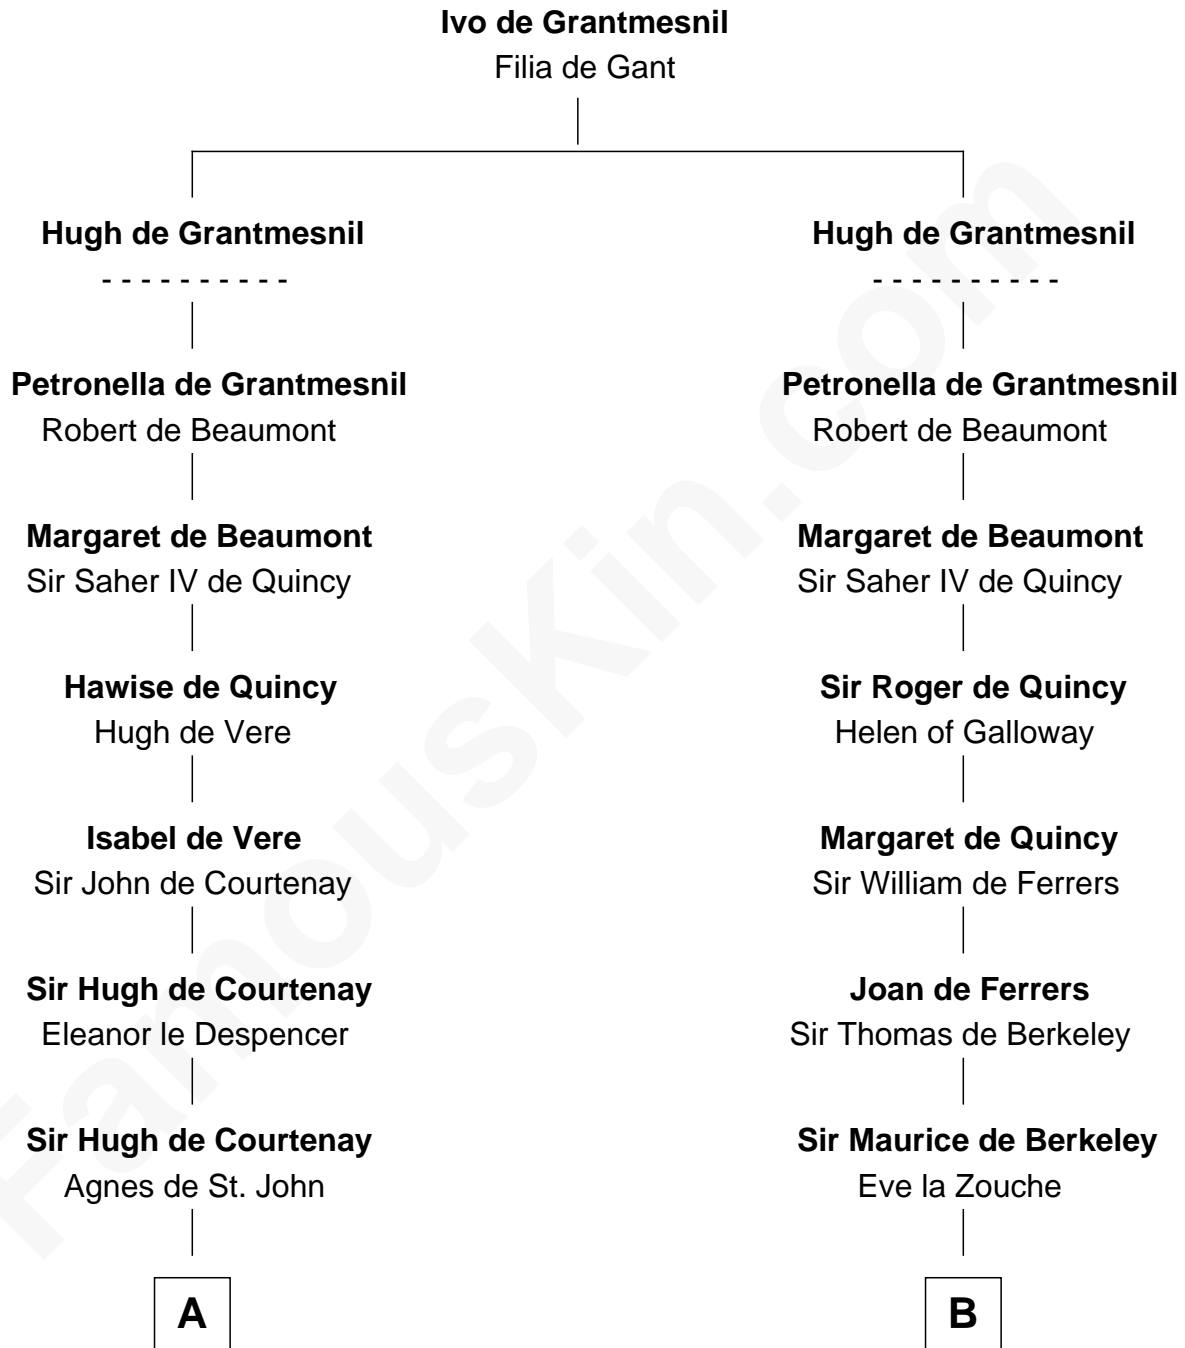 Ivo de Grantmesnil
Filia de Gant
Hugh de Grantmesnil
- - - - - - - - - -
Petronella de Grantmesnil
Robert de Beaumont
Margaret de Beaumont
Sir Saher IV de Quincy
Hawise de Quincy
Hugh de Vere
Isabel de Vere
Sir John de Courtenay
Sir Hugh de Courtenay
Eleanor le Despencer
Sir Hugh de Courtenay
Agnes de St. John
A
Hugh de Grantmesnil
- - - - - - - - - -
Petronella de Grantmesnil
Robert de Beaumont
Margaret de Beaumont
Sir Saher IV de Quincy
Sir Roger de Quincy
Helen of Galloway
Margaret de Quincy
Sir William de Ferrers
Joan de Ferrers
Sir Thomas de Berkeley
Sir Maurice de Berkeley
Eve la Zouche
B
FamousKin.com